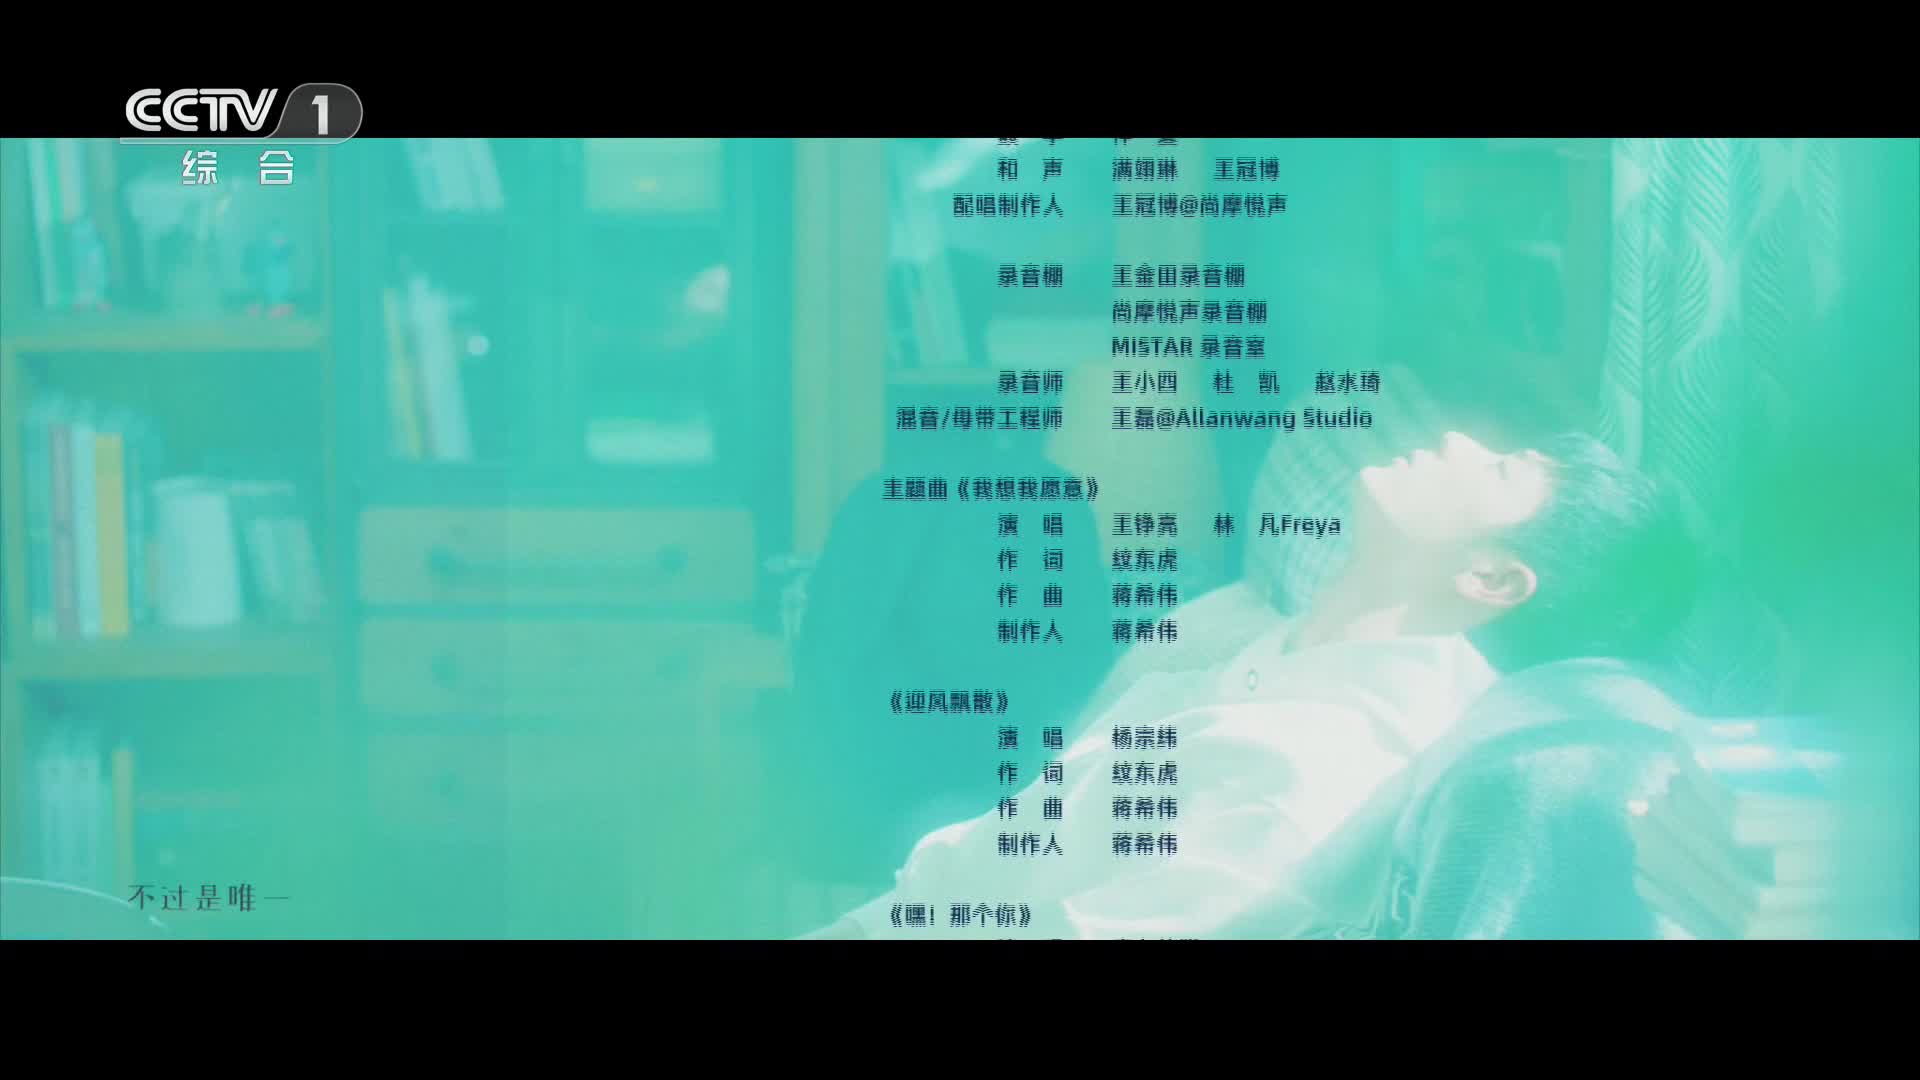 CCTV 1
综 合
和 声 满翊琳 王冠博
配唱制作人 王冠博@尚摩悦声
录音棚 王金田录音棚
尚摩悦声录音棚
MISTAR 录音室
录音师 王小四 杜 凯 赵水琦
混音/母带工程师 王磊@Allanwang Studio
主题曲《我想我愿意》
演 唱 王铮亮 林 凡Freya
作 词 纹东虎
作 曲 蒋希伟
制作人 蒋希伟
《迎风飘散》
演 唱 杨宗纬
作 词 纹东虎
作 曲 蒋希伟
制作人 蒋希伟
不过是唯一
《嘿！那个你》